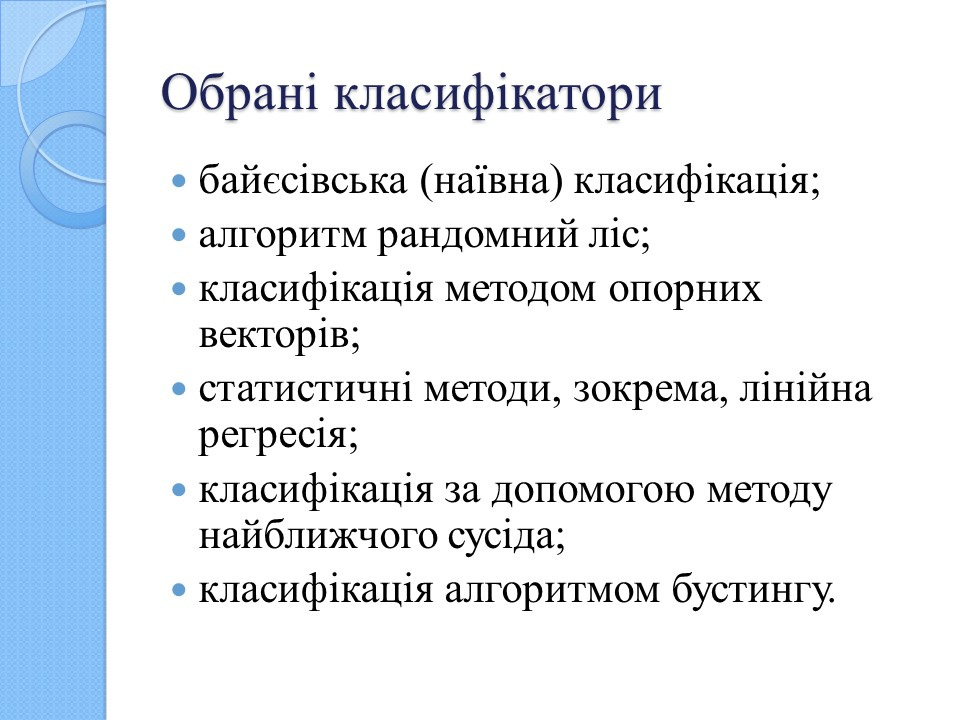 Обрані класифікатори
байєсівська (наївна) класифікація;
алгоритм рандомний ліс;
класифікація методом опорних
векторів;
статистичні методи, зокрема, лінійна
регресія;
класифікація за допомогою методу
найближчого сусіда;
класифікація алгоритмом бустингу.